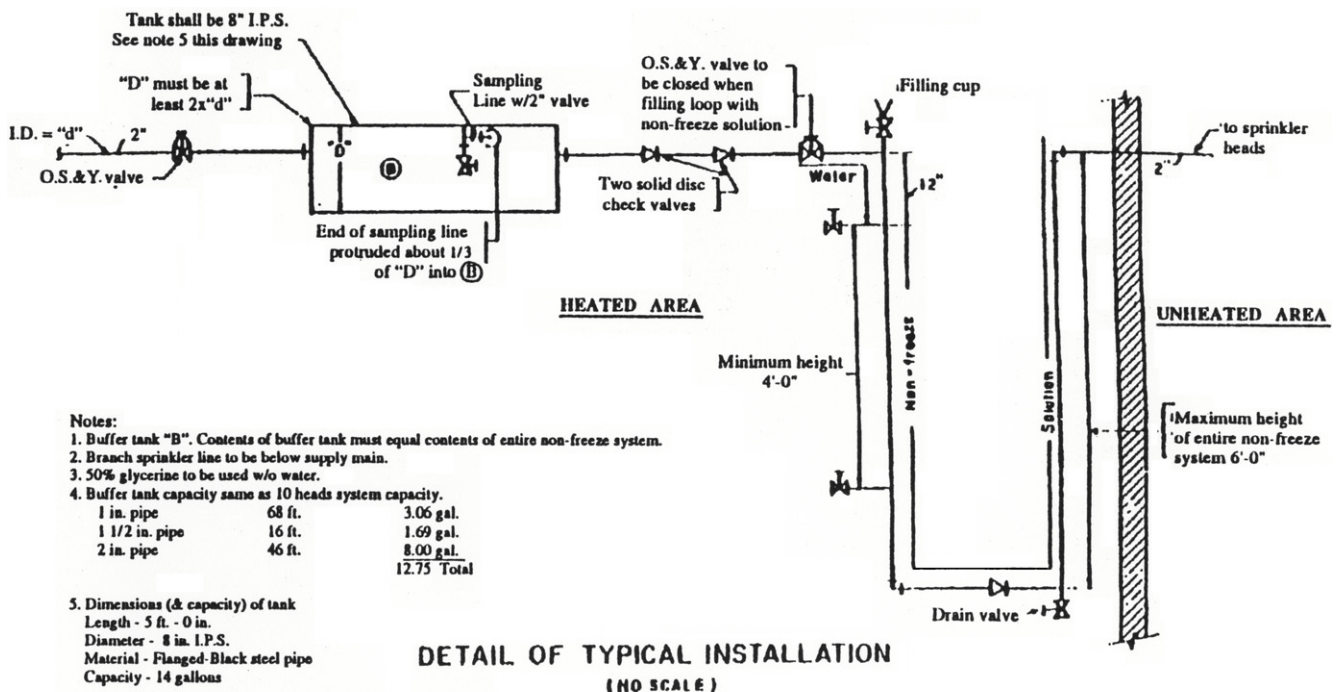 Tank shall be 8" I.P.S.
See note 5 this drawing
"D" must be at
least 2x"d"
Sampling
Line w/2" valve
O.S.&Y. valve to
be closed when
filling loop with
non-freeze solution
Filling cup
I.D. = "d"
2"
"D"
B
O.S.&Y. valve
Two solid disc
check valves
Water
12"
to sprinkler
heads
2"
End of sampling line
protruded about 1/3
of "D" into B
HEATED AREA
UNHEATED AREA
Minimum height
4'-0"
Non-freeze
Solution
Maximum height
of entire non-freeze
system 6'-0"
Drain valve
Notes:
1. Buffer tank "B". Contents of buffer tank must equal contents of entire non-freeze system.
2. Branch sprinkler line to be below supply main.
3. 50% glycerine to be used w/o water.
4. Buffer tank capacity same as 10 heads system capacity.
1 in. pipe 68 ft. 3.06 gal.
1 1/2 in. pipe 16 ft. 1.69 gal.
2 in. pipe 46 ft. 8.00 gal.
12.75 Total
5. Dimensions (& capacity) of tank
Length - 5 ft. - 0 in.
Diameter - 8 in. I.P.S.
Material - Flanged-Black steel pipe
Capacity - 14 gallons
DETAIL OF TYPICAL INSTALLATION
(NO SCALE)